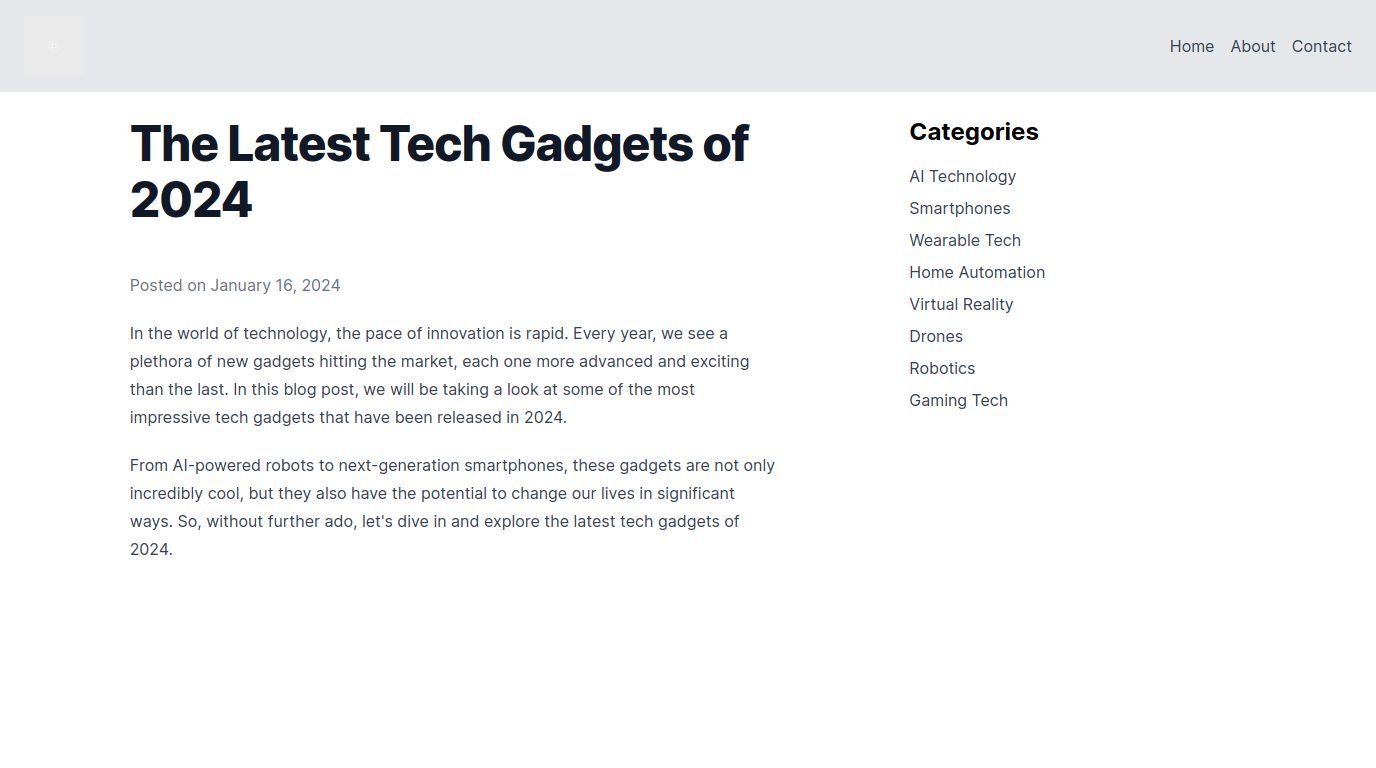 Home About Contact
The Latest Tech Gadgets of
2024
Posted on January 16, 2024
In the world of technology, the pace of innovation is rapid. Every year, we see a
plethora of new gadgets hitting the market, each one more advanced and exciting
than the last. In this blog post, we will be taking a look at some of the most
impressive tech gadgets that have been released in 2024.
From AI-powered robots to next-generation smartphones, these gadgets are not only
incredibly cool, but they also have the potential to change our lives in significant
ways. So, without further ado, let's dive in and explore the latest tech gadgets of
2024.
Categories
AI Technology
Smartphones
Wearable Tech
Home Automation
Virtual Reality
Drones
Robotics
Gaming Tech